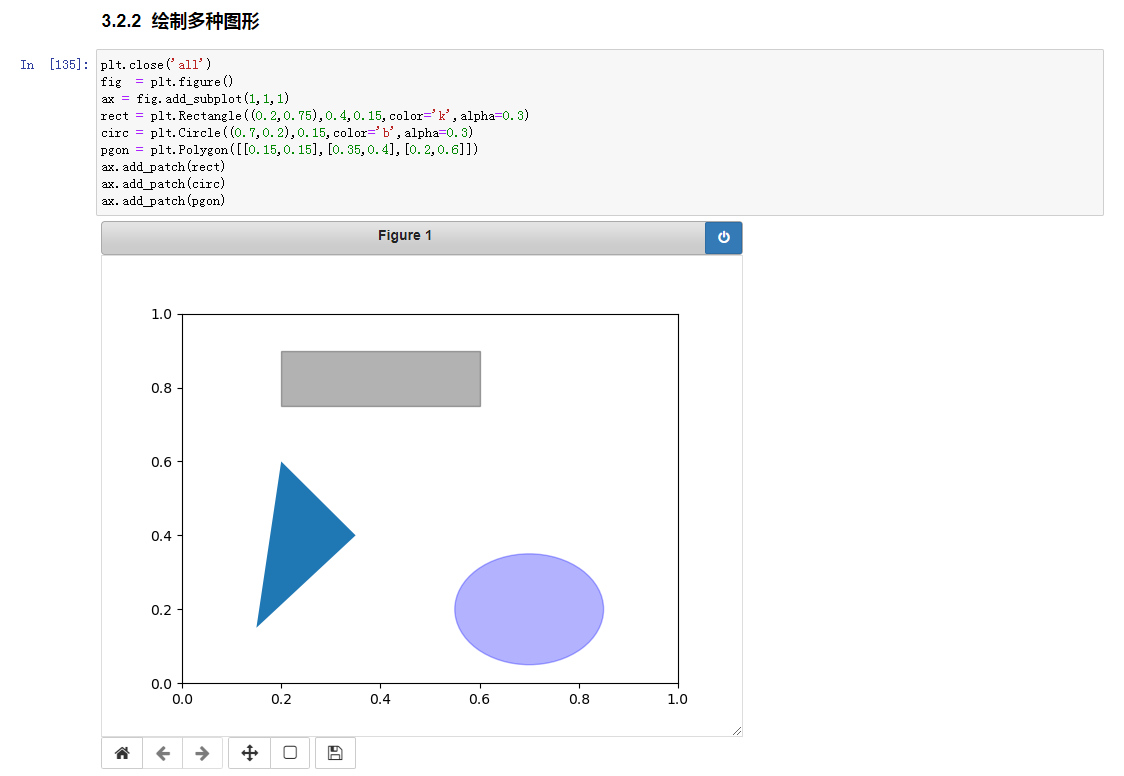 3.2.2 绘制多种图形
In [135]:
plt.close('all')
fig = plt.figure()
ax = fig.add_subplot(1,1,1)
rect = plt.Rectangle((0.2,0.75),0.4,0.15,color='k',alpha=0.3)
circ = plt.Circle((0.7,0.2),0.15,color='b',alpha=0.3)
pgon = plt.Polygon([[0.15,0.15],[0.35,0.4],[0.2,0.6]])
ax.add_patch(rect)
ax.add_patch(circ)
ax.add_patch(pgon)
Figure 1
1.0
0.8
0.6
0.4
0.2
0.0
0.0 0.2 0.4 0.6 0.8 1.0